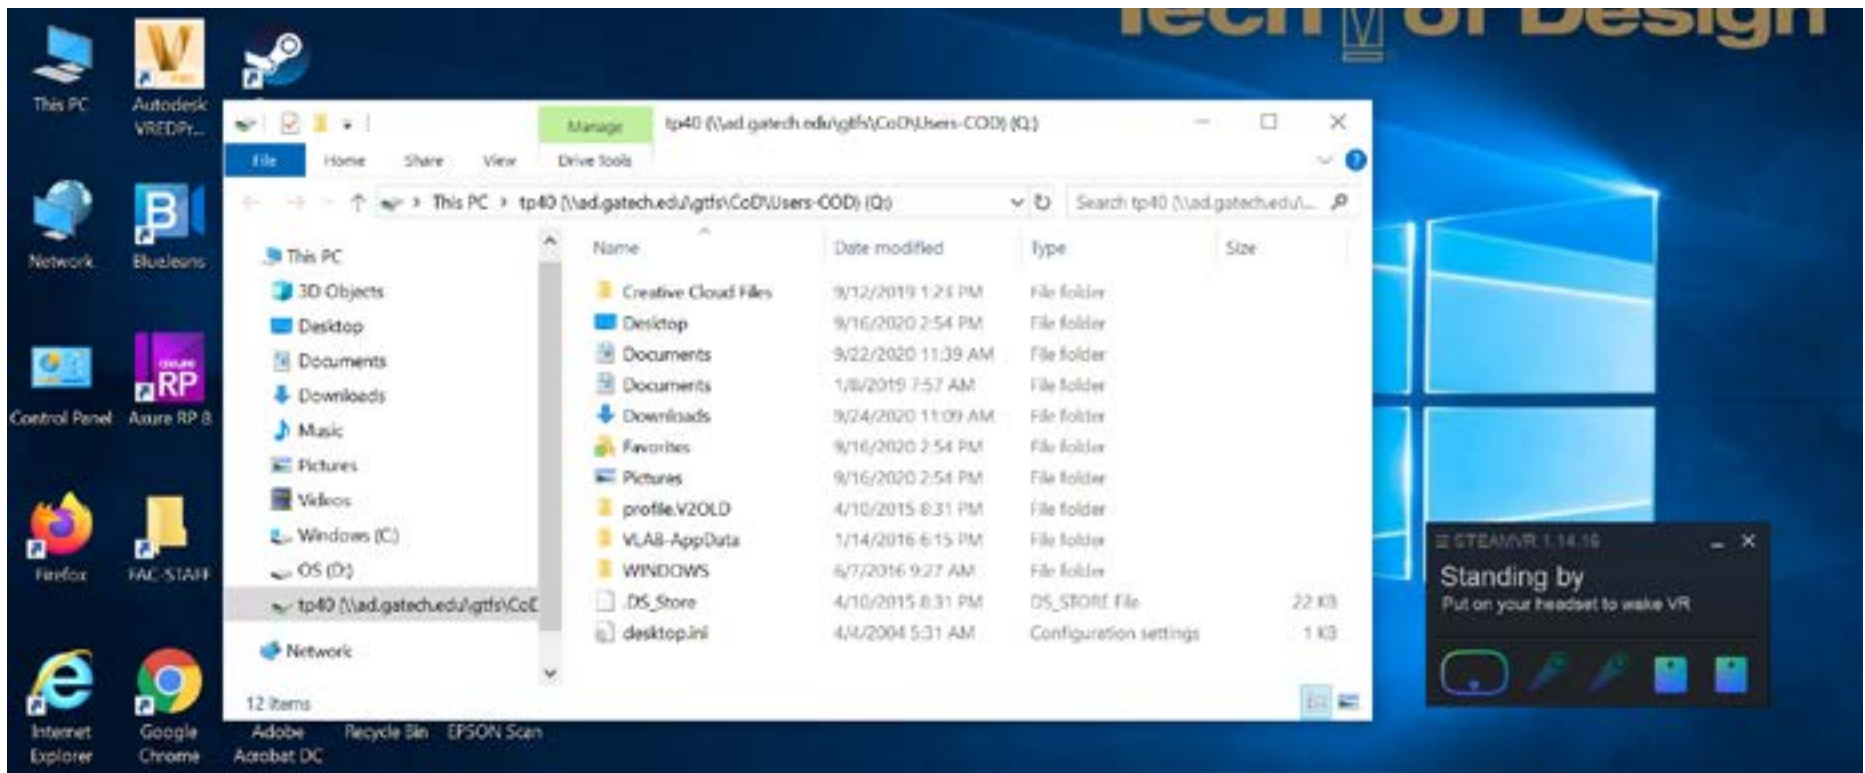 Tech of Design
This PC
Autodesk
VREDPr...
Network
BlueJeans
Control Panel
AXURE
RP
Axure RP 8
Firefox
FAC-STAFF
Internet
Explorer
Google
Chrome
Adobe
Acrobat DC
Recycle Bin
EPSON Scan
Manage
tp40 (\\ad.gatech.edu\gtfs\CoD\Users-COD) (Q:)
File
Home
Share
View
Drive Tools
This PC > tp40 (\\ad.gatech.edu\gtfs\CoD\Users-COD) (Q:)
Search tp40 (\\ad.gatech.edu\...
This PC
3D Objects
Desktop
Documents
Downloads
Music
Pictures
Videos
Windows (C:)
OS (D:)
tp40 (\\ad.gatech.edu\gtfs\CoD
Network
Name Date modified Type Size
Creative Cloud Files 9/12/2019 1:23 PM File folder
Desktop 9/16/2020 2:54 PM File folder
Documents 9/22/2020 11:39 AM File folder
Documents 1/8/2019 7:57 AM File folder
Downloads 9/24/2020 11:09 AM File folder
Favorites 9/16/2020 2:54 PM File folder
Pictures 9/16/2020 2:54 PM File folder
profile.V2OLD 4/10/2015 8:31 PM File folder
VLAB-AppData 1/14/2016 6:15 PM File folder
WINDOWS 6/7/2016 9:27 AM File folder
.DS_Store 4/10/2015 8:31 PM DS_STORE File 22 KB
desktop.ini 4/4/2004 5:31 AM Configuration settings 1 KB
12 items
STEAMVR 1.14.16
Standing by
Put on your headset to wake VR